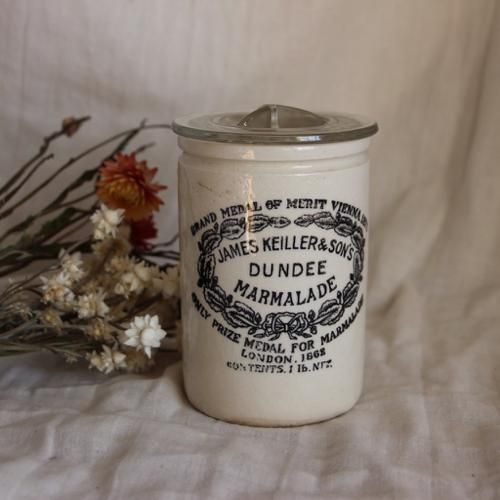 GRAND MEDAL OF MERIT VIENNA
JAMES KEILLER & SON'S
DUNDEE
MARMALADE
ONLY PRIZE MEDAL FOR MARMALADE
LONDON. 1862
CONTENTS. 1 lb. NET.